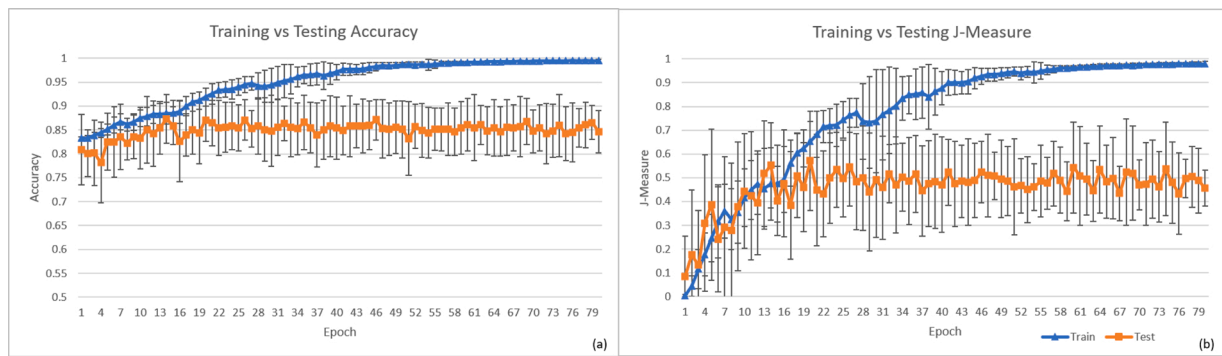 Training vs Testing Accuracy
1
0.95
0.9
0.85
0.8
0.75
0.7
0.65
0.6
0.55
0.5
Accuracy
1 4 7 10 13 16 19 22 25 28 31 34 37 40 43 46 49 52 55 58 61 64 67 70 73 76 79
Epoch
(a)
Training vs Testing J-Measure
1
0.9
0.8
0.7
0.6
0.5
0.4
0.3
0.2
0.1
0
J-Measure
1 4 7 10 13 16 19 22 25 28 31 34 37 40 43 46 49 52 55 58 61 64 67 70 73 76 79
Epoch
Train Test
(b)